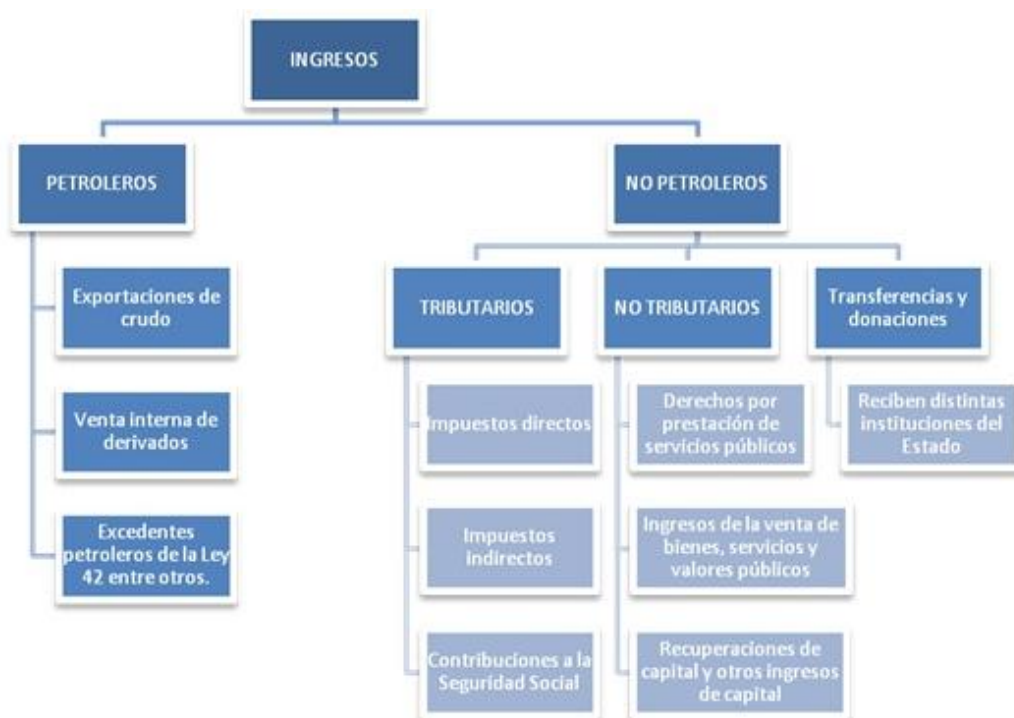 INGRESOS
PETROLEROS
Exportaciones de
crudo
Venta interna de
derivados
Excedentes
petroleros de la Ley
42 entre otros.
NO PETROLEROS
TRIBUTARIOS
Impuestos directos
Impuestos
indirectos
Contribuciones a la
Seguridad Social
NO TRIBUTARIOS
Derechos por
prestación de
servicios públicos
Ingresos de la venta de
bienes, servicios y
valores públicos
Recuperaciones de
capital y otros ingresos
de capital
Transferencias y
donaciones
Reciben distintas
instituciones del
Estado